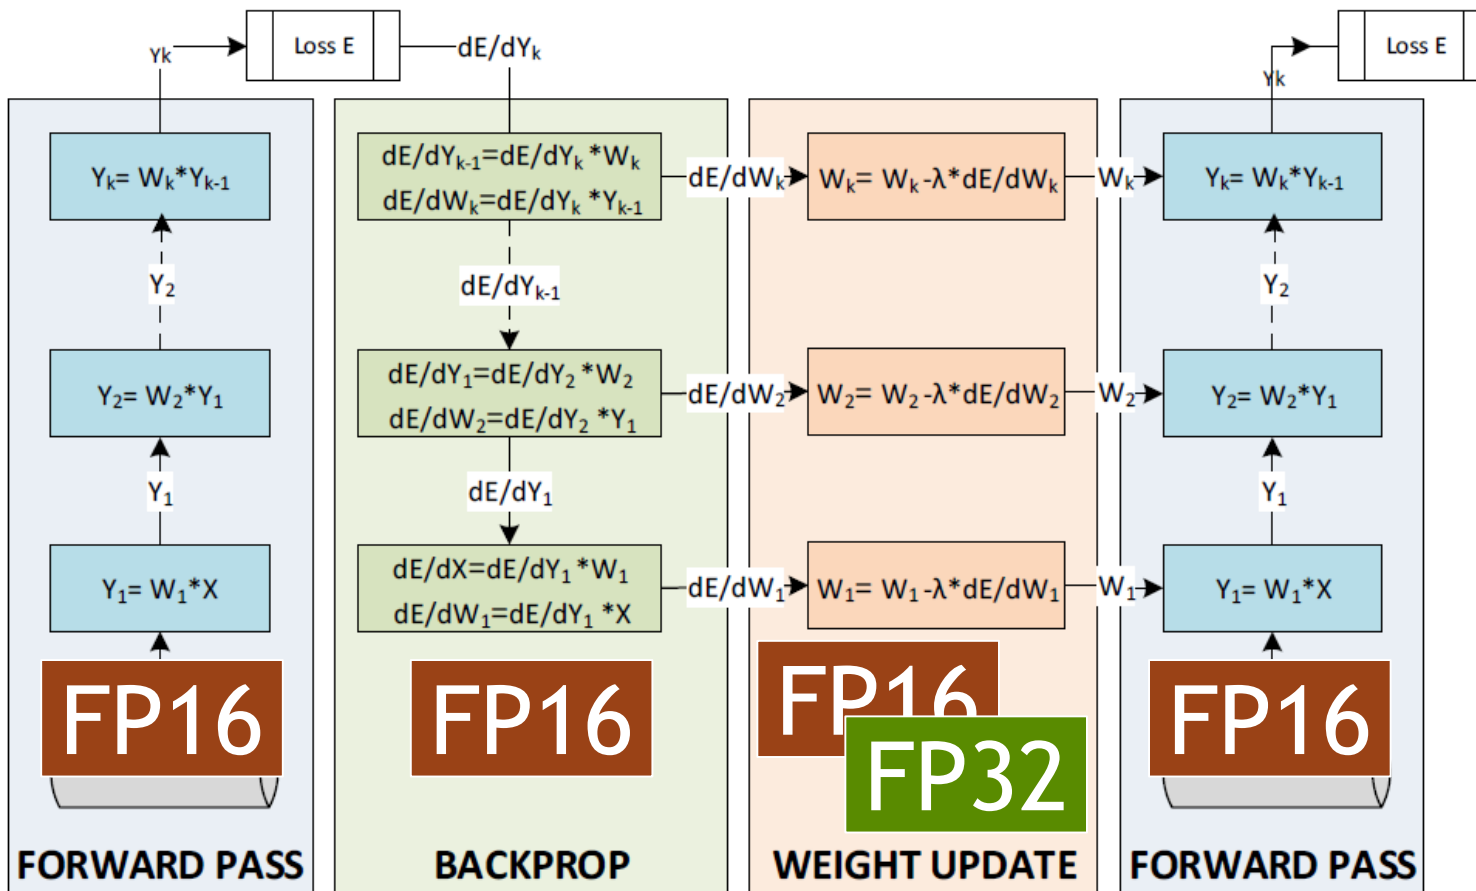 Yk
Loss E
dE/dYₖ
Yₖ= Wₖ*Yₖ₋₁
Y₂
Y₂= W₂*Y₁
Y₁
Y₁= W₁*X
FP16
FORWARD PASS
dE/dYₖ₋₁=dE/dYₖ*Wₖ
dE/dWₖ=dE/dYₖ*Yₖ₋₁
dE/dYₖ₋₁
dE/dY₁=dE/dY₂*W₂
dE/dW₂=dE/dY₂*Y₁
dE/dY₁
dE/dX=dE/dY₁*W₁
dE/dW₁=dE/dY₁*X
FP16
BACKPROP
dE/dWₖ
dE/dW₂
dE/dW₁
Wₖ= Wₖ-λ*dE/dWₖ
W₂= W₂-λ*dE/dW₂
W₁= W₁-λ*dE/dW₁
FP16
FP32
WEIGHT UPDATE
Wₖ
W₂
W₁
Yk
Loss E
Yₖ= Wₖ*Yₖ₋₁
Y₂
Y₂= W₂*Y₁
Y₁
Y₁= W₁*X
FP16
FORWARD PASS